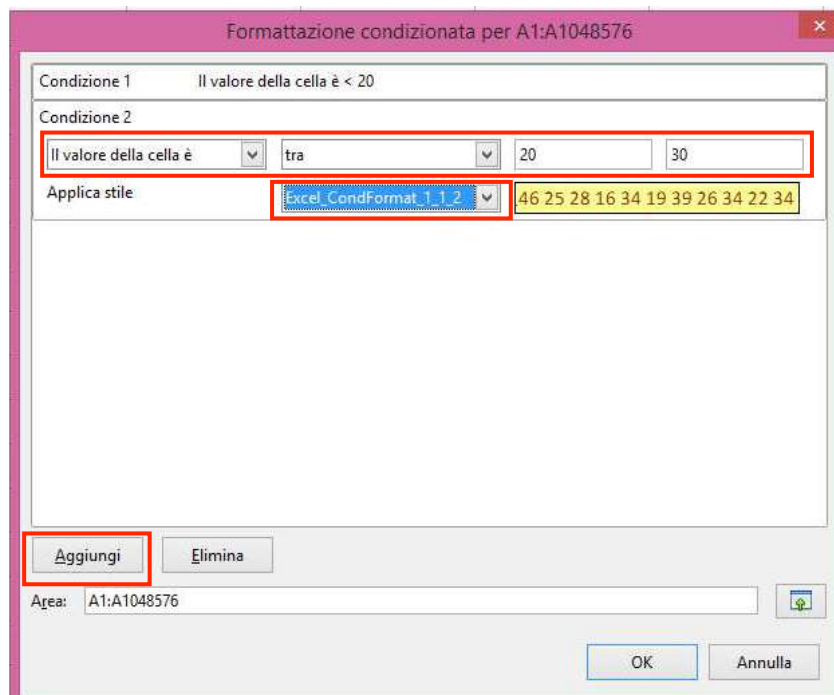 Formattazione condizionata per A1:A1048576
×
Condizione 1 Il valore della cella è < 20
Condizione 2
Il valore della cella è tra 20 30
Applica stile Excel_CondFormat_1_1_2 46 25 28 16 34 19 39 26 34 22 34
Aggiungi Elimina
Area: A1:A1048576
OK Annulla